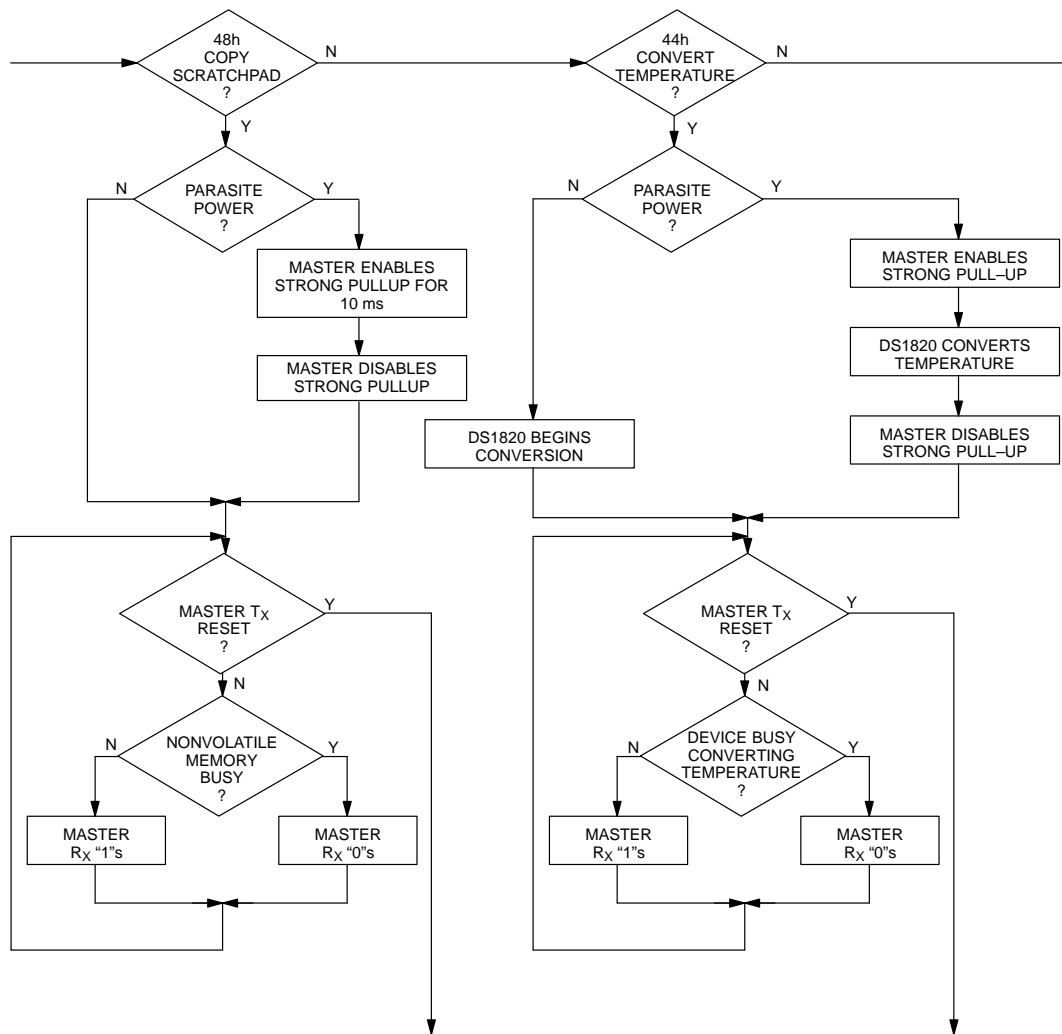 48h
COPY
SCRATCHPAD
?
N
Y
44h
CONVERT
TEMPERATURE
?
N
Y
N
PARASITE
POWER
?
Y
N
PARASITE
POWER
?
Y
MASTER ENABLES
STRONG PULLUP FOR
10 ms
MASTER ENABLES
STRONG PULL–UP
MASTER DISABLES
STRONG PULLUP
DS1820 CONVERTS
TEMPERATURE
DS1820 BEGINS
CONVERSION
MASTER DISABLES
STRONG PULL–UP
MASTER TX
RESET
?
Y
N
MASTER TX
RESET
?
Y
N
N
NONVOLATILE
MEMORY
BUSY
?
Y
N
DEVICE BUSY
CONVERTING
TEMPERATURE
?
Y
MASTER
RX “1”s
MASTER
RX “0”s
MASTER
RX “1”s
MASTER
RX “0”s